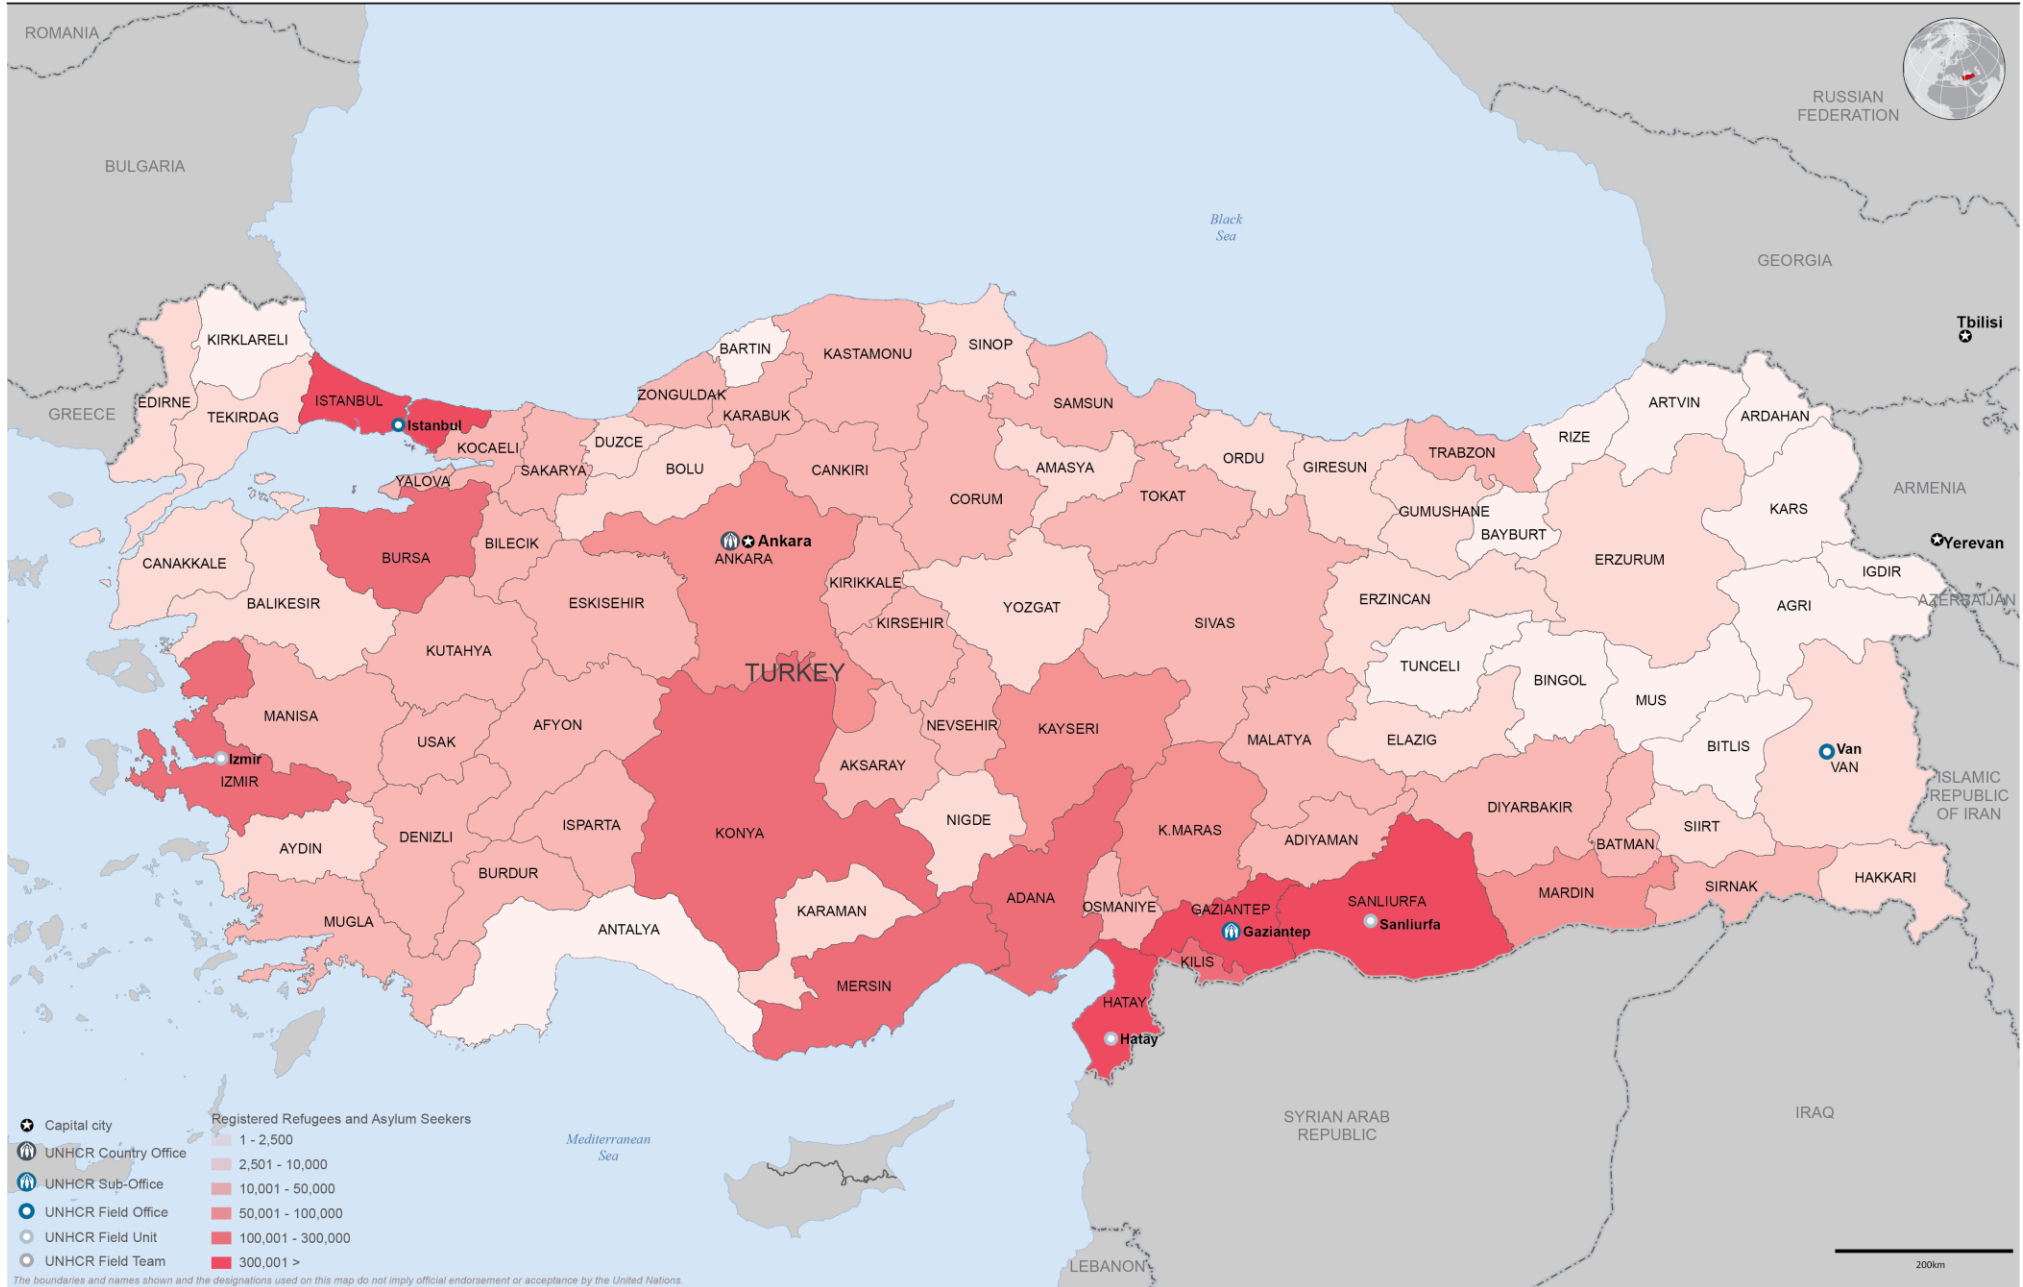 ROMANIA
BULGARIA
GREECE
RUSSIAN
FEDERATION
GEORGIA
Tbilisi
ARMENIA
Yerevan
AZERBAIJAN
ISLAMIC
REPUBLIC
OF IRAN
Black
Sea
KIRKLARELI
EDIRNE
TEKIRDAG
ISTANBUL
Istanbul
KOCAELI
YALOVA
SAKARYA
DUZCE
BOLU
ZONGULDAK
BARTIN
KARABUK
KASTAMONU
SINOP
SAMSUN
CANKIRI
CORUM
AMASYA
TOKAT
ORDU
GIRESUN
TRABZON
RIZE
ARTVIN
ARDAHAN
GUMUSHANE
BAYBURT
KARS
IGDIR
AGRI
ERZURUM
ERZINCAN
CANAKKALE
BALIKESIR
BURSA
BILECIK
ESKISEHIR
KUTAHYA
Ankara
ANKARA
KIRIKKALE
KIRSEHIR
YOZGAT
SIVAS
TURKEY
TUNCELI
BINGOL
MUS
BITLIS
Van
VAN
MANISA
USAK
AFYON
Izmir
IZMIR
AYDIN
DENIZLI
ISPARTA
BURDUR
MUGLA
ANTALYA
KONYA
AKSARAY
NEVSEHIR
KAYSERI
NIGDE
KARAMAN
MERSIN
ADANA
OSMANIYE
K.MARAS
MALATYA
ELAZIG
ADIYAMAN
DIYARBAKIR
BATMAN
SIIRT
SIRNAK
HAKKARI
MARDIN
SANLIURFA
Sanliurfa
GAZIANTEP
Gaziantep
KILIS
HATAY
Hatay
SYRIAN ARAB
REPUBLIC
IRAQ
LEBANON
Mediterranean
Sea
Capital city
UNHCR Country Office
UNHCR Sub-Office
UNHCR Field Office
UNHCR Field Unit
UNHCR Field Team
Registered Refugees and Asylum Seekers
1 - 2,500
2,501 - 10,000
10,001 - 50,000
50,001 - 100,000
100,001 - 300,000
300,001 >
200km
The boundaries and names shown and the designations used on this map do not imply official endorsement or acceptance by the United Nations.